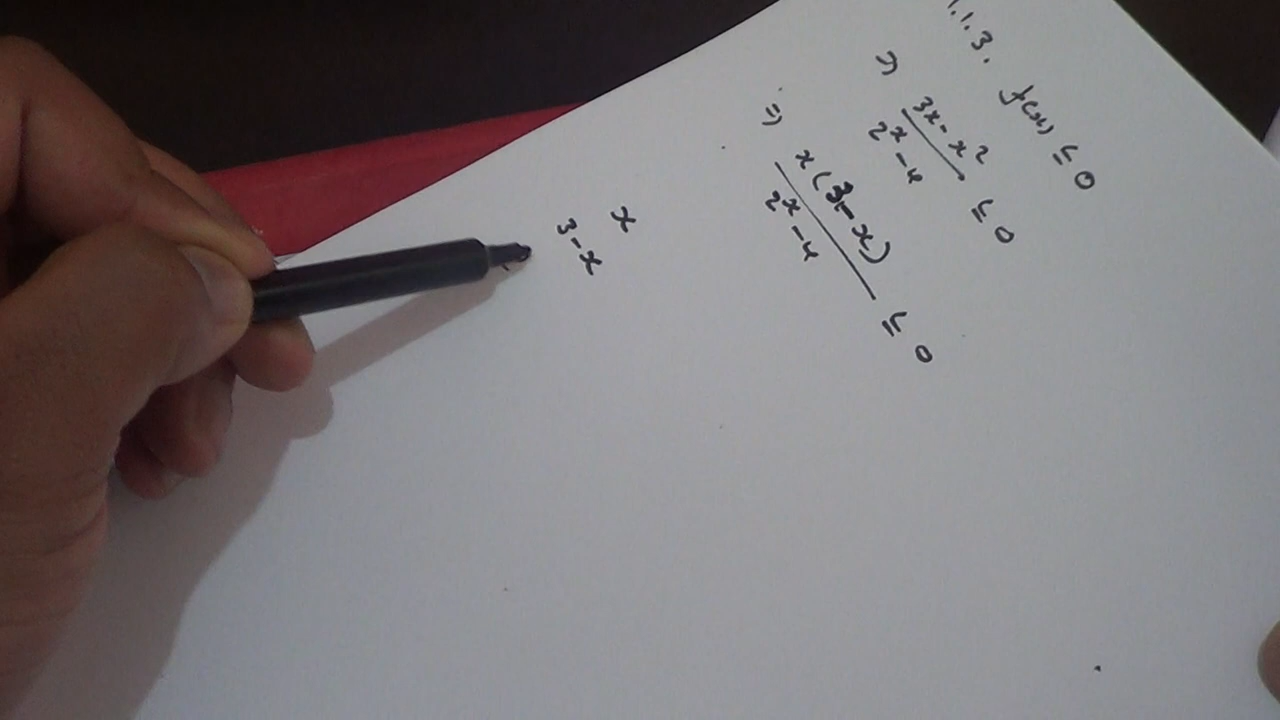 1.1.3. f(x) ≤ 0
⇒ 3x - x² / 2ˣ - 4 ≤ 0
⇒ x(3 - x) / 2ˣ - 4 ≤ 0
x
3 - x